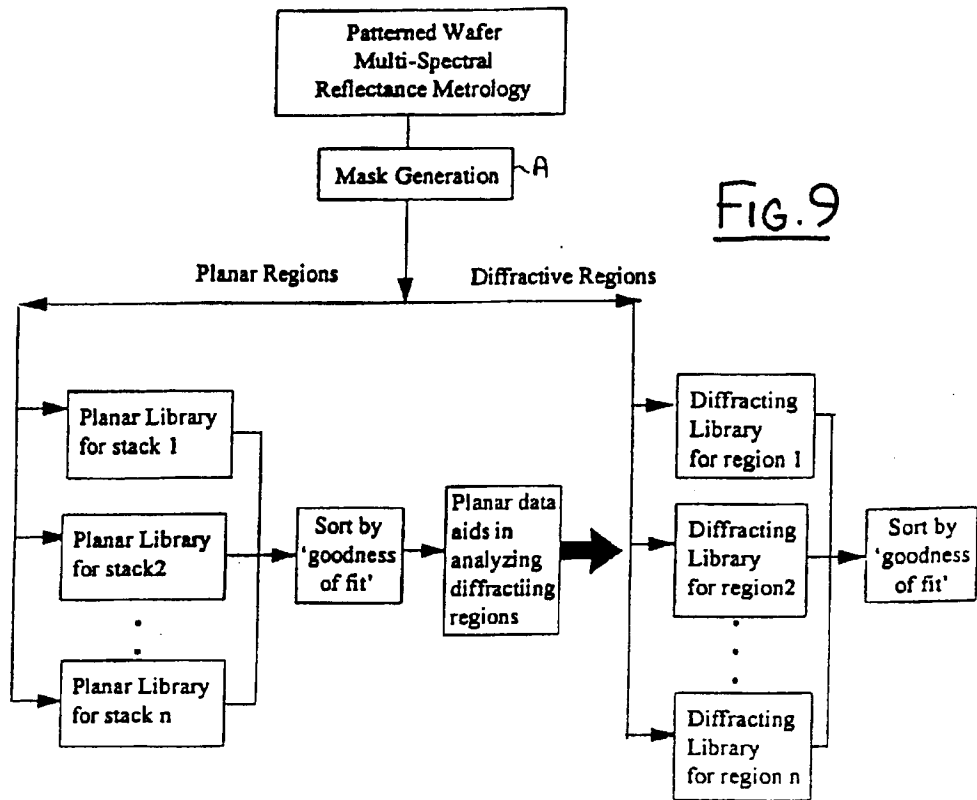 Patterned Wafer
Multi-Spectral
Reflectance Metrology
Mask Generation
A
FIG. 9
Planar Regions
Diffractive Regions
Planar Library
for stack 1
Planar Library
for stack2
Planar Library
for stack n
Sort by
'goodness
of fit'
Planar data
aids in
analyzing
diffractiing
regions
Diffracting
Library
for region 1
Diffracting
Library
for region2
Diffracting
Library
for region n
Sort by
'goodness
of fit'